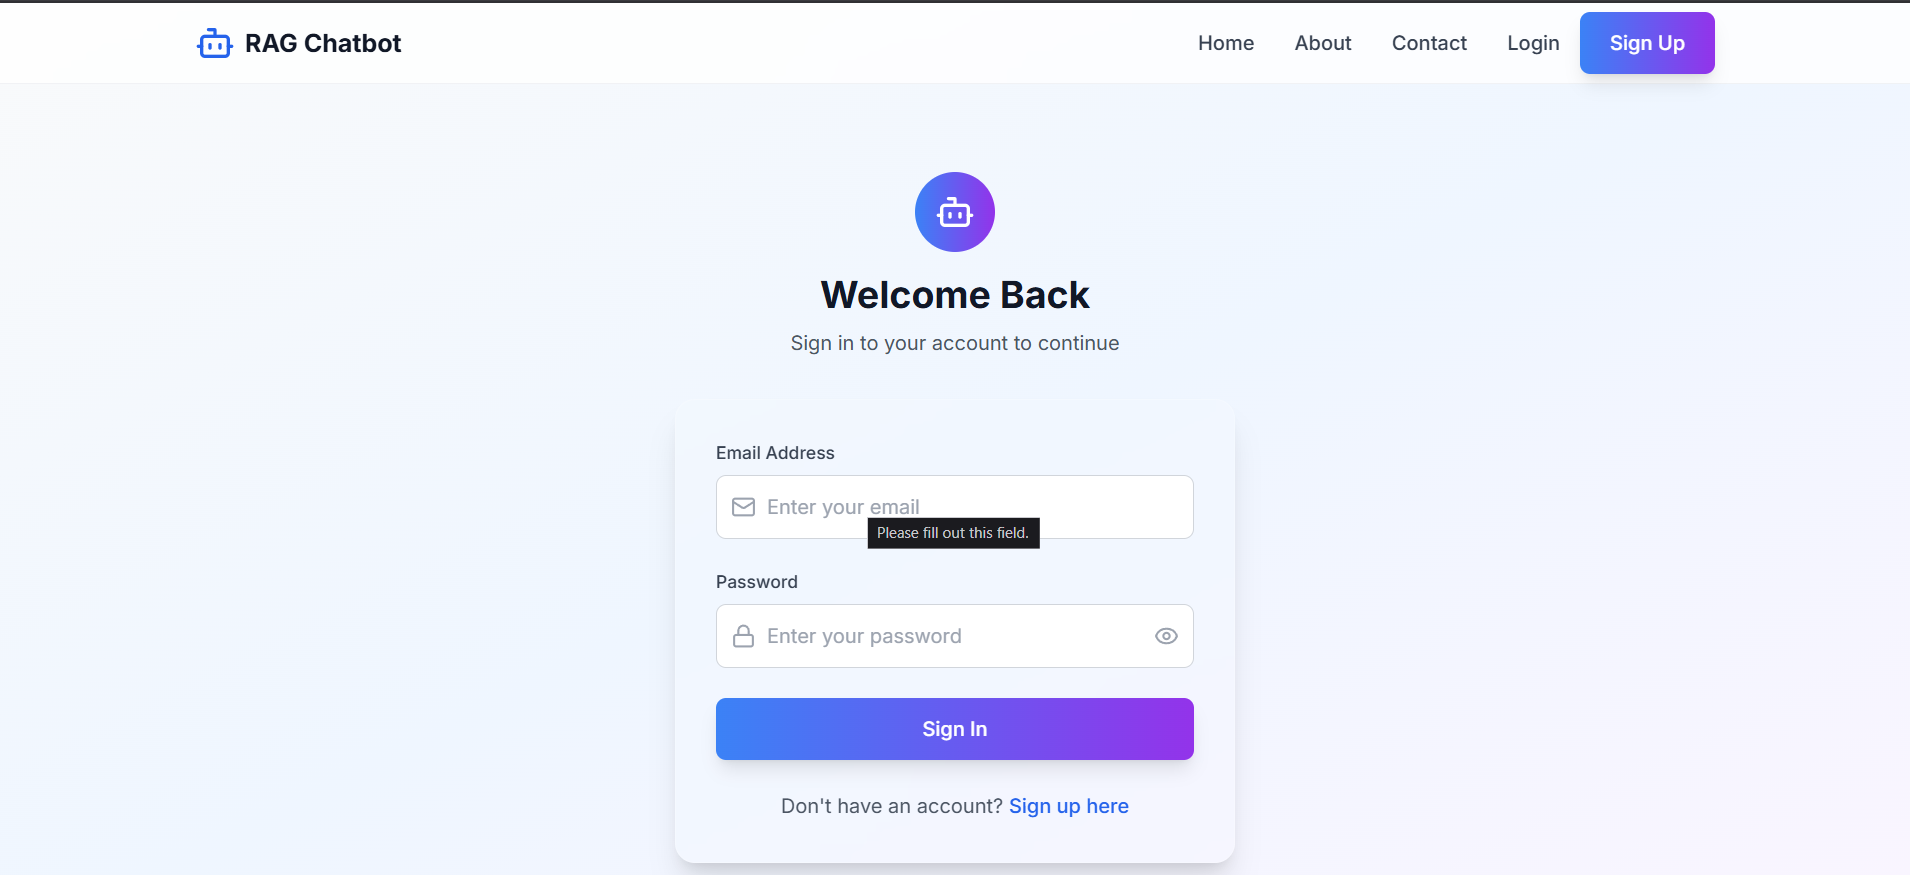 RAG Chatbot
Home About Contact Login Sign Up
Welcome Back
Sign in to your account to continue
Email Address
Enter your email
Please fill out this field.
Password
Enter your password
Sign In
Don't have an account? Sign up here